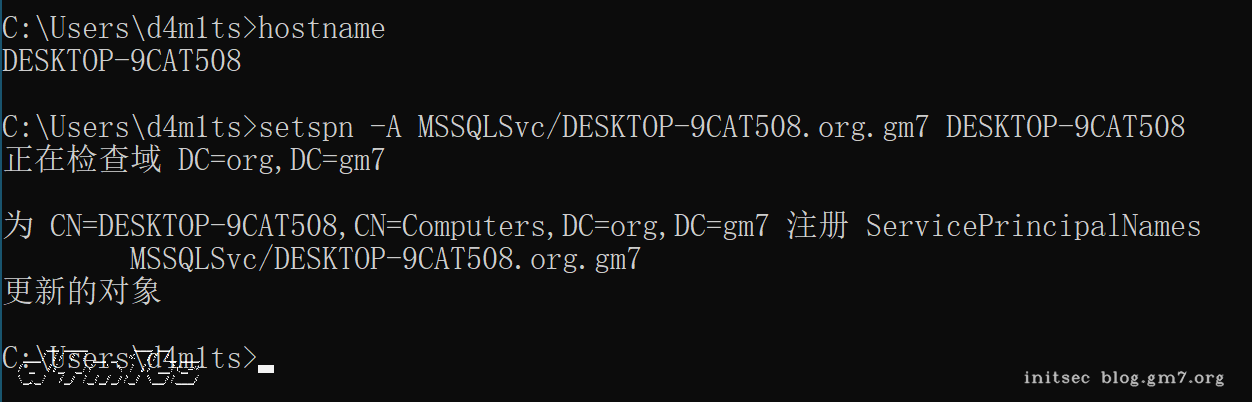 C:\Users\d4m1ts>hostname
DESKTOP-9CAT508
C:\Users\d4m1ts>setspn -A MSSQLSvc/DESKTOP-9CAT508.org.gm7 DESKTOP-9CAT508
正在检查域 DC=org,DC=gm7
为 CN=DESKTOP-9CAT508,CN=Computers,DC=org,DC=gm7 注册 ServicePrincipalNames
MSSQLSvc/DESKTOP-9CAT508.org.gm7
更新的对象
C:\Users\d4m1ts>
initsec blog.gm7.org